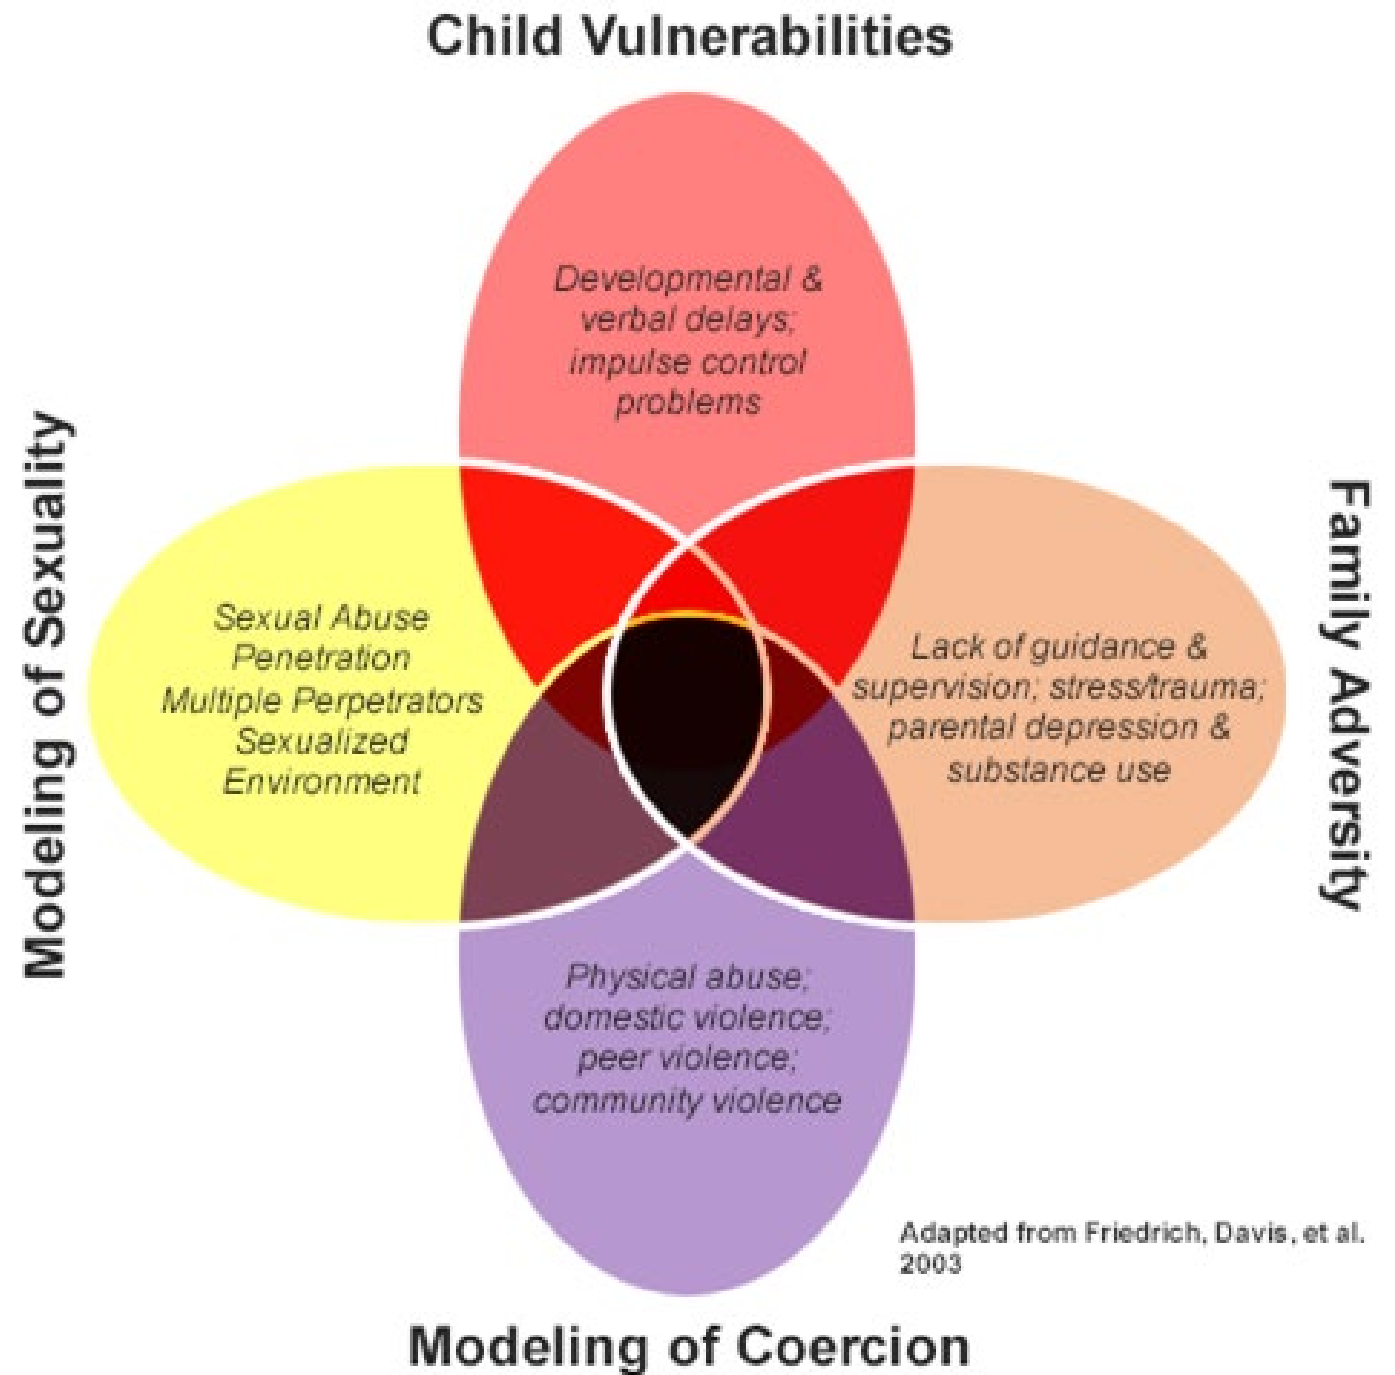 Child Vulnerabilities
Developmental &
verbal delays;
impulse control
problems
Modeling of Sexuality
Sexual Abuse
Penetration
Multiple Perpetrators
Sexualized
Environment
Lack of guidance &
supervision; stress/trauma;
parental depression &
substance use
Family Adversity
Physical abuse;
domestic violence;
peer violence;
community violence
Adapted from Friedrich, Davis, et al.
2003
Modeling of Coercion